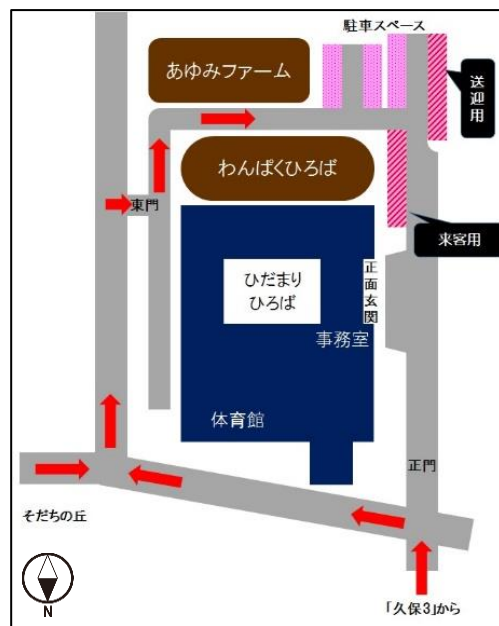 駐車スペース
あゆみファーム
送迎用
わんぱくひろば
東門
来客用
正面玄関
ひだまり
ひろば
事務室
体育館
正門
そだちの丘
N
「久保3」から